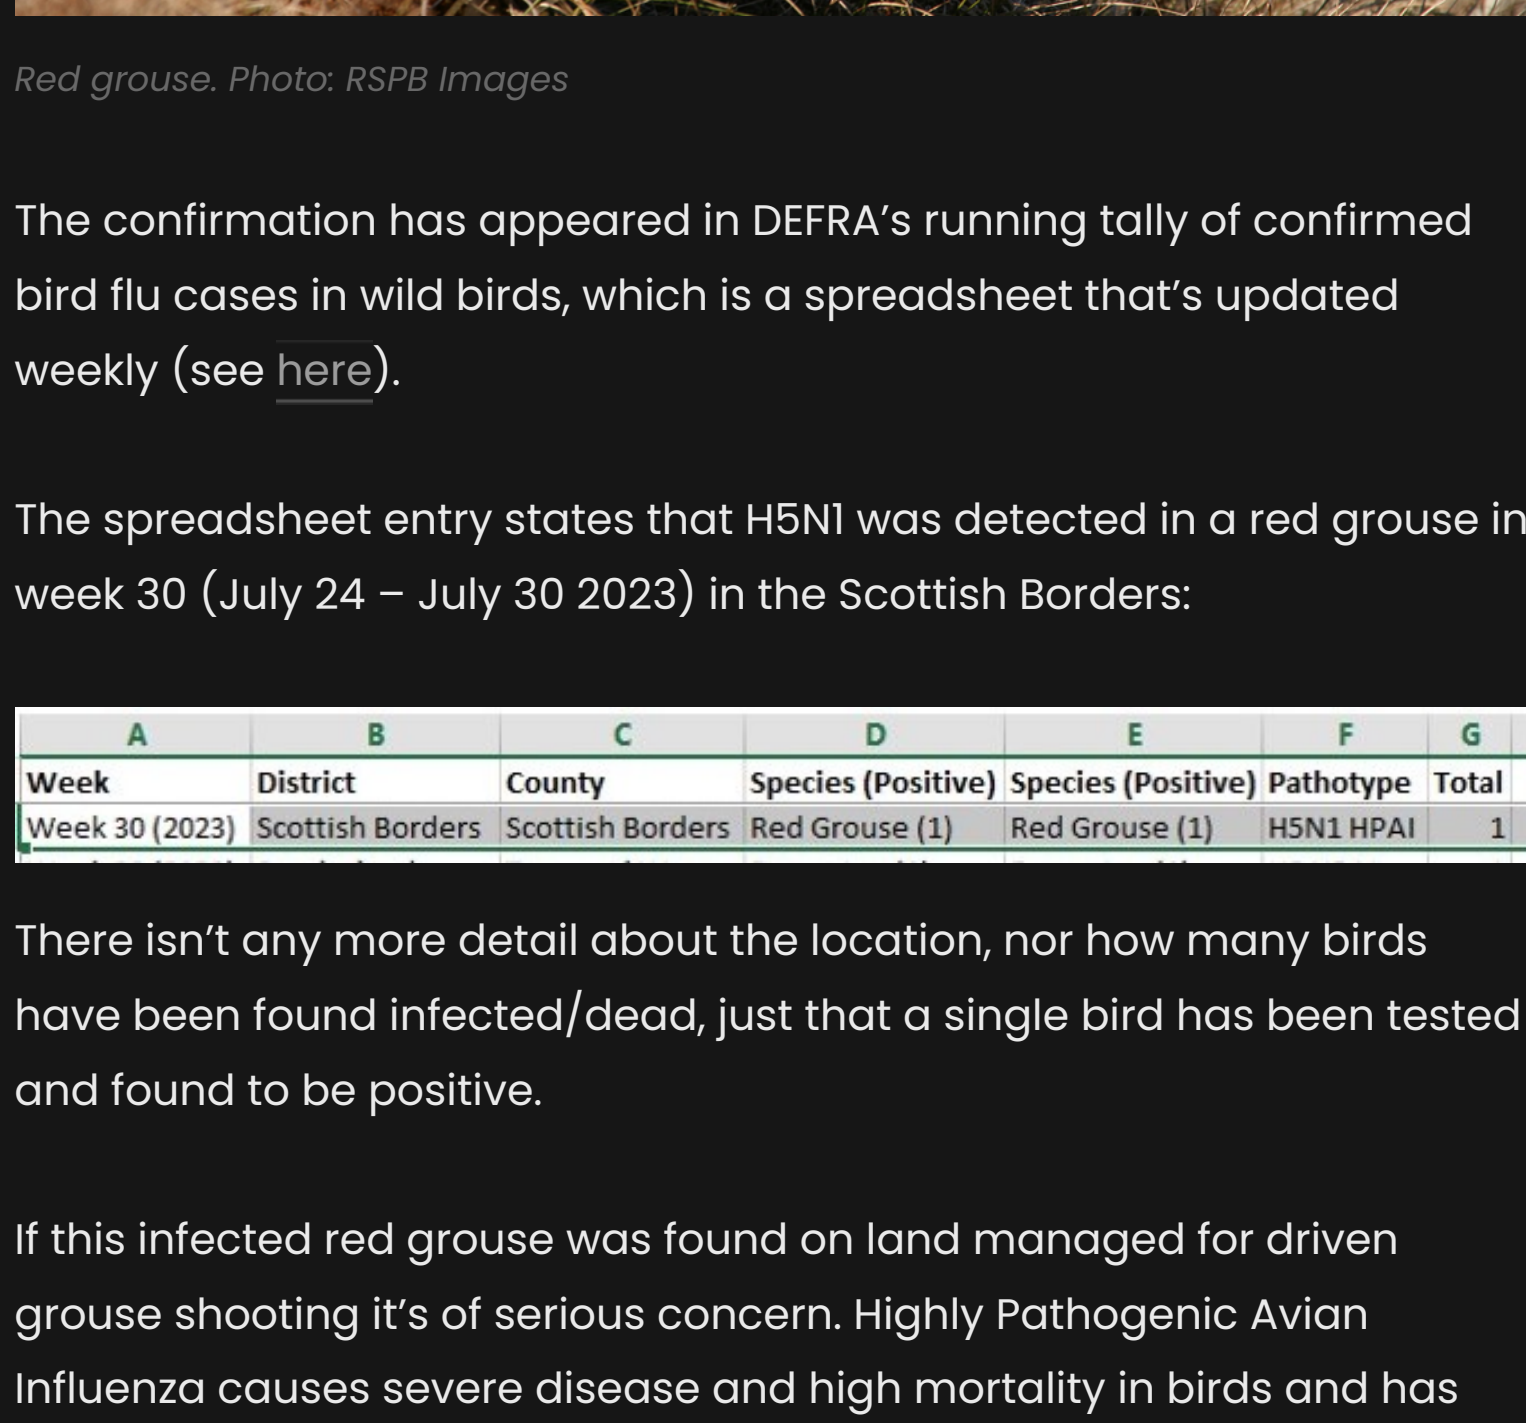 Red grouse. Photo: RSPB Images
The confirmation has appeared in DEFRA’s running tally of confirmed
bird flu cases in wild birds, which is a spreadsheet that’s updated
weekly (see here).
The spreadsheet entry states that H5N1 was detected in a red grouse in
week 30 (July 24 – July 30 2023) in the Scottish Borders:
A B C D E F G
Week District County Species (Positive) Species (Positive) Pathotype Total
Week 30 (2023) Scottish Borders Scottish Borders Red Grouse (1) Red Grouse (1) H5N1 HPAI 1
There isn’t any more detail about the location, nor how many birds
have been found infected/dead, just that a single bird has been tested
and found to be positive.
If this infected red grouse was found on land managed for driven
grouse shooting it’s of serious concern. Highly Pathogenic Avian
Influenza causes severe disease and high mortality in birds and has